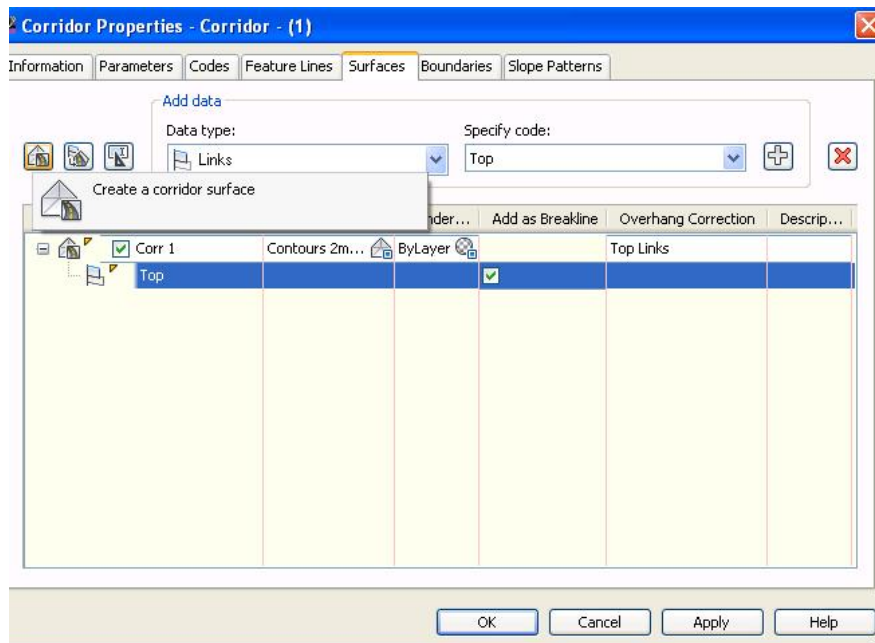 Corridor Properties - Corridor - (1)
Information Parameters Codes Feature Lines Surfaces Boundaries Slope Patterns
Add data
Data type: Specify code:
Links Top
Create a corridor surface
nder... Add as Breakline Overhang Correction Descrip...
Corr 1 Contours 2m... ByLayer Top Links
Top
OK Cancel Apply Help